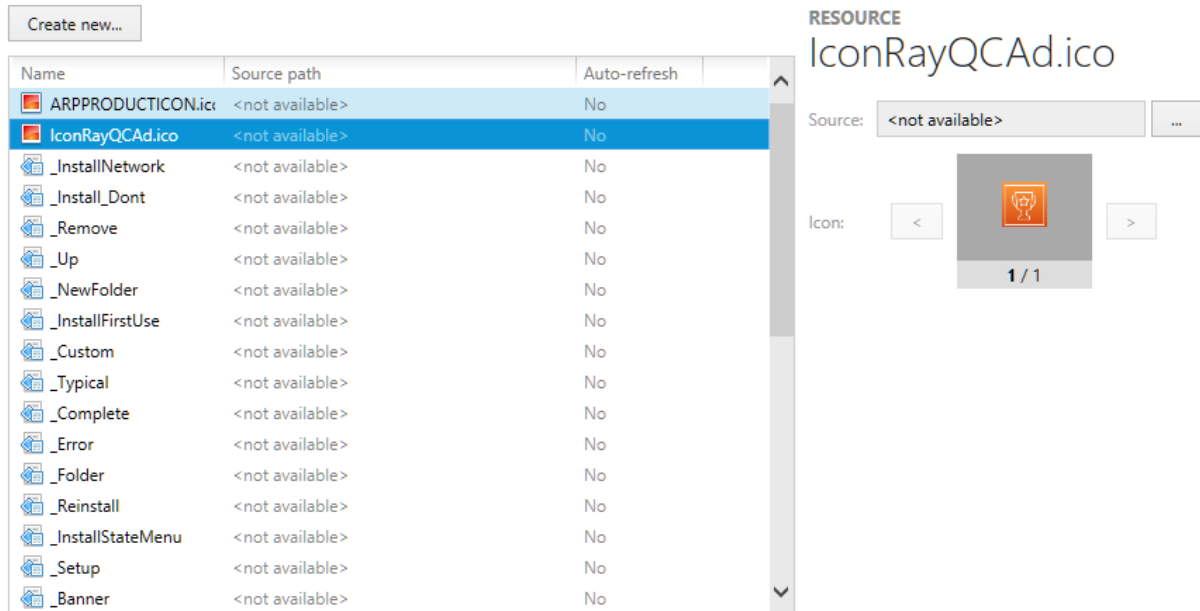 Create new...
Name Source path Auto-refresh
ARPPRODUCTICON.ic <not available> No
IconRayQCAd.ico <not available> No
_InstallNetwork <not available> No
_Install_Dont <not available> No
_Remove <not available> No
_Up <not available> No
_NewFolder <not available> No
_InstallFirstUse <not available> No
_Custom <not available> No
_Typical <not available> No
_Complete <not available> No
_Error <not available> No
_Folder <not available> No
_Reinstall <not available> No
_InstallStateMenu <not available> No
_Setup <not available> No
_Banner <not available> No
RESOURCE
IconRayQCAd.ico
Source: <not available> ...
Icon: < >
1 / 1